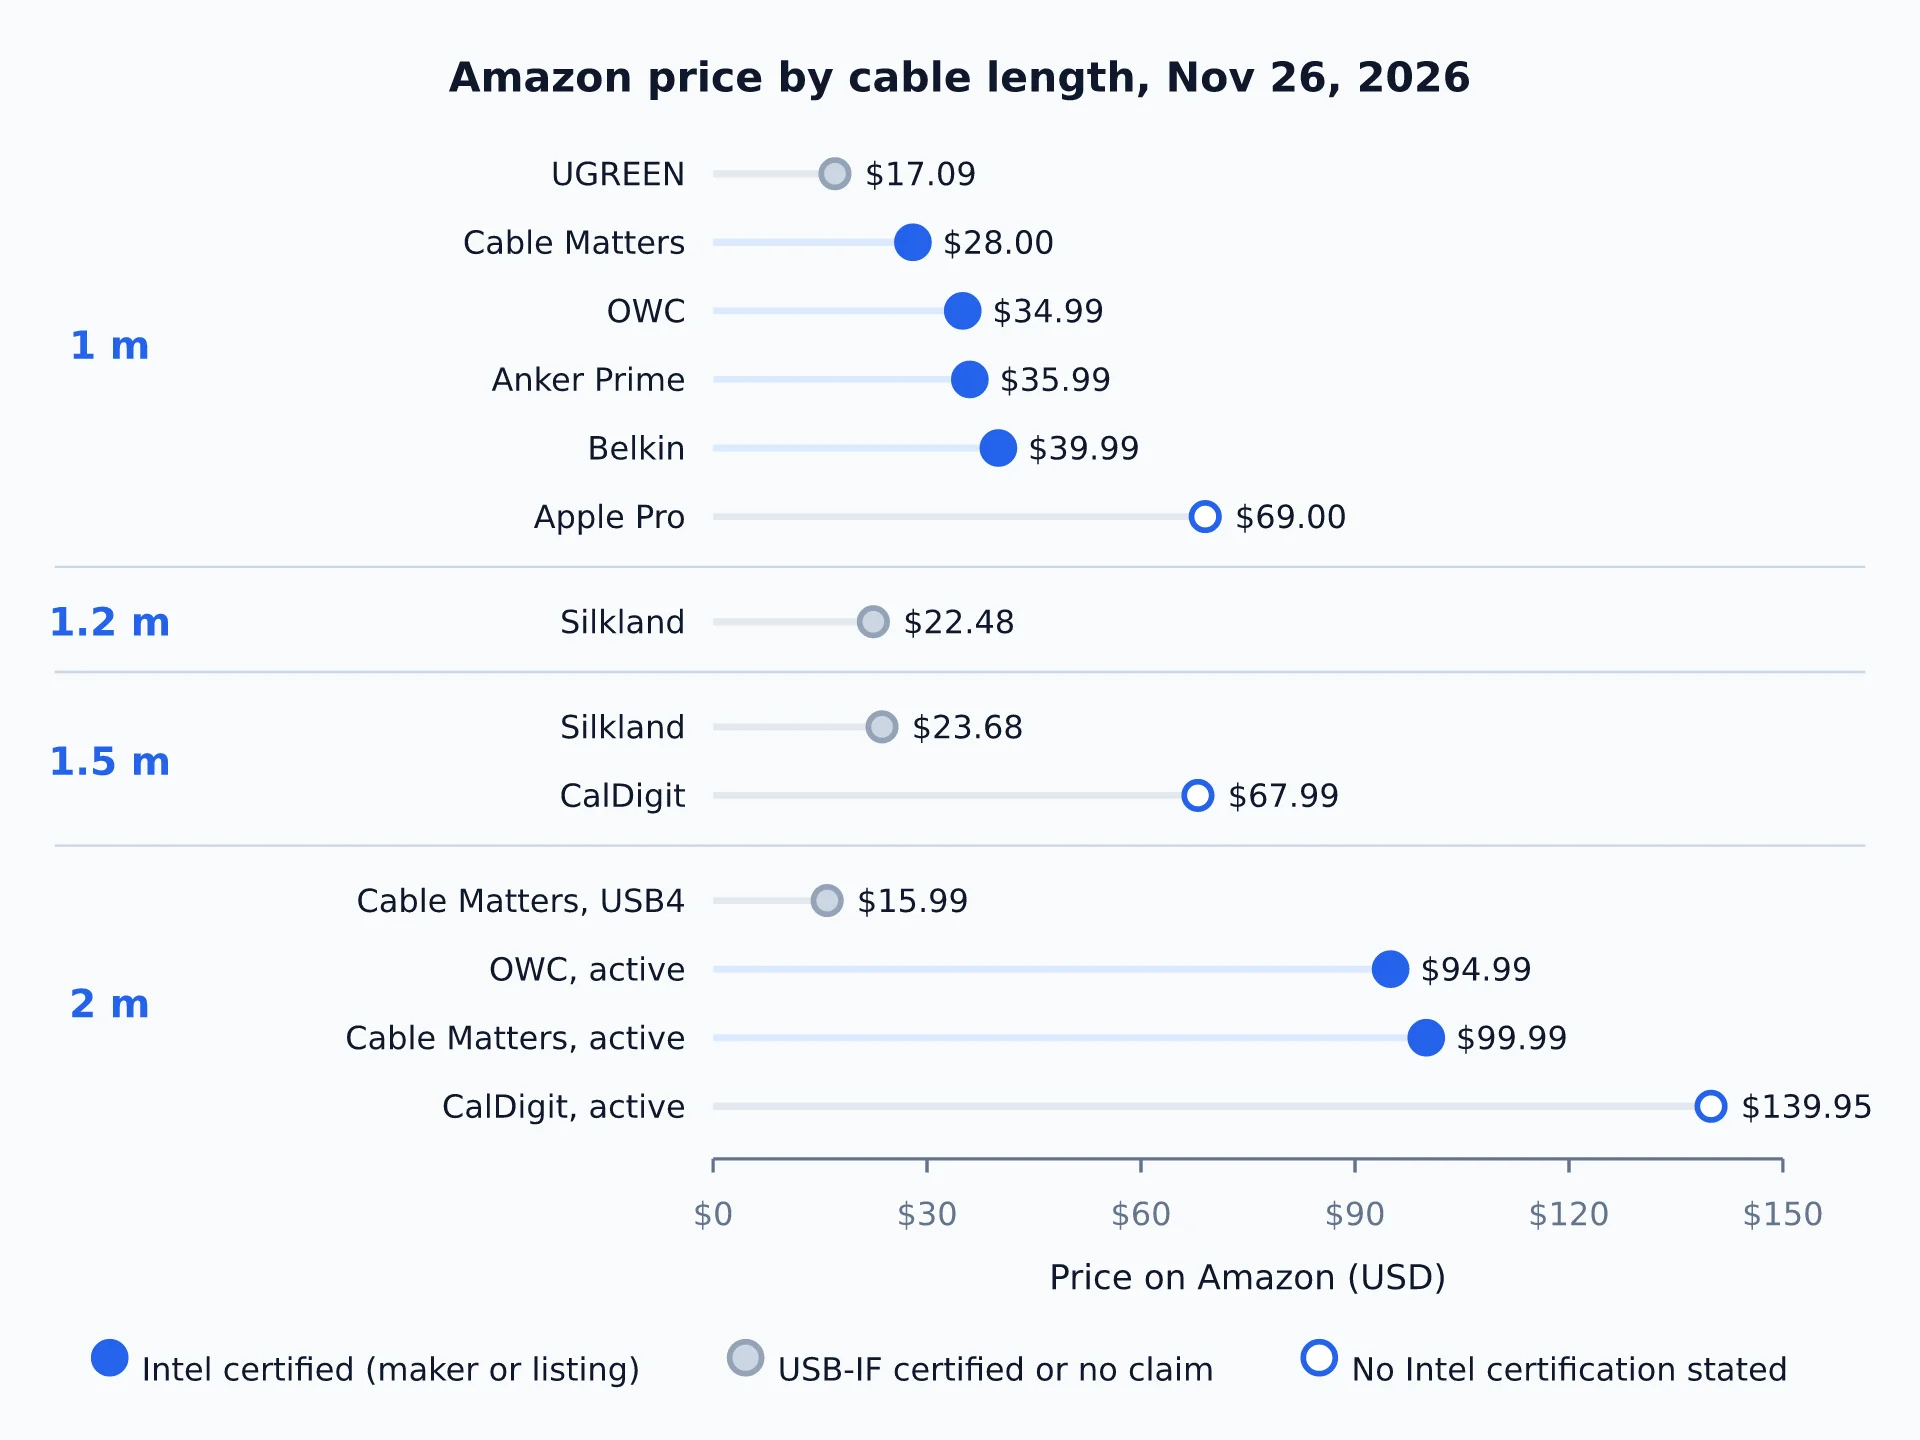 Amazon price by cable length, Nov 26, 2026
1 m
UGREEN $17.09
Cable Matters $28.00
OWC $34.99
Anker Prime $35.99
Belkin $39.99
Apple Pro $69.00
1.2 m
Silkland $22.48
1.5 m
Silkland $23.68
CalDigit $67.99
2 m
Cable Matters, USB4 $15.99
OWC, active $94.99
Cable Matters, active $99.99
CalDigit, active $139.95
$0 $30 $60 $90 $120 $150
Price on Amazon (USD)
Intel certified (maker or listing) USB-IF certified or no claim No Intel certification stated